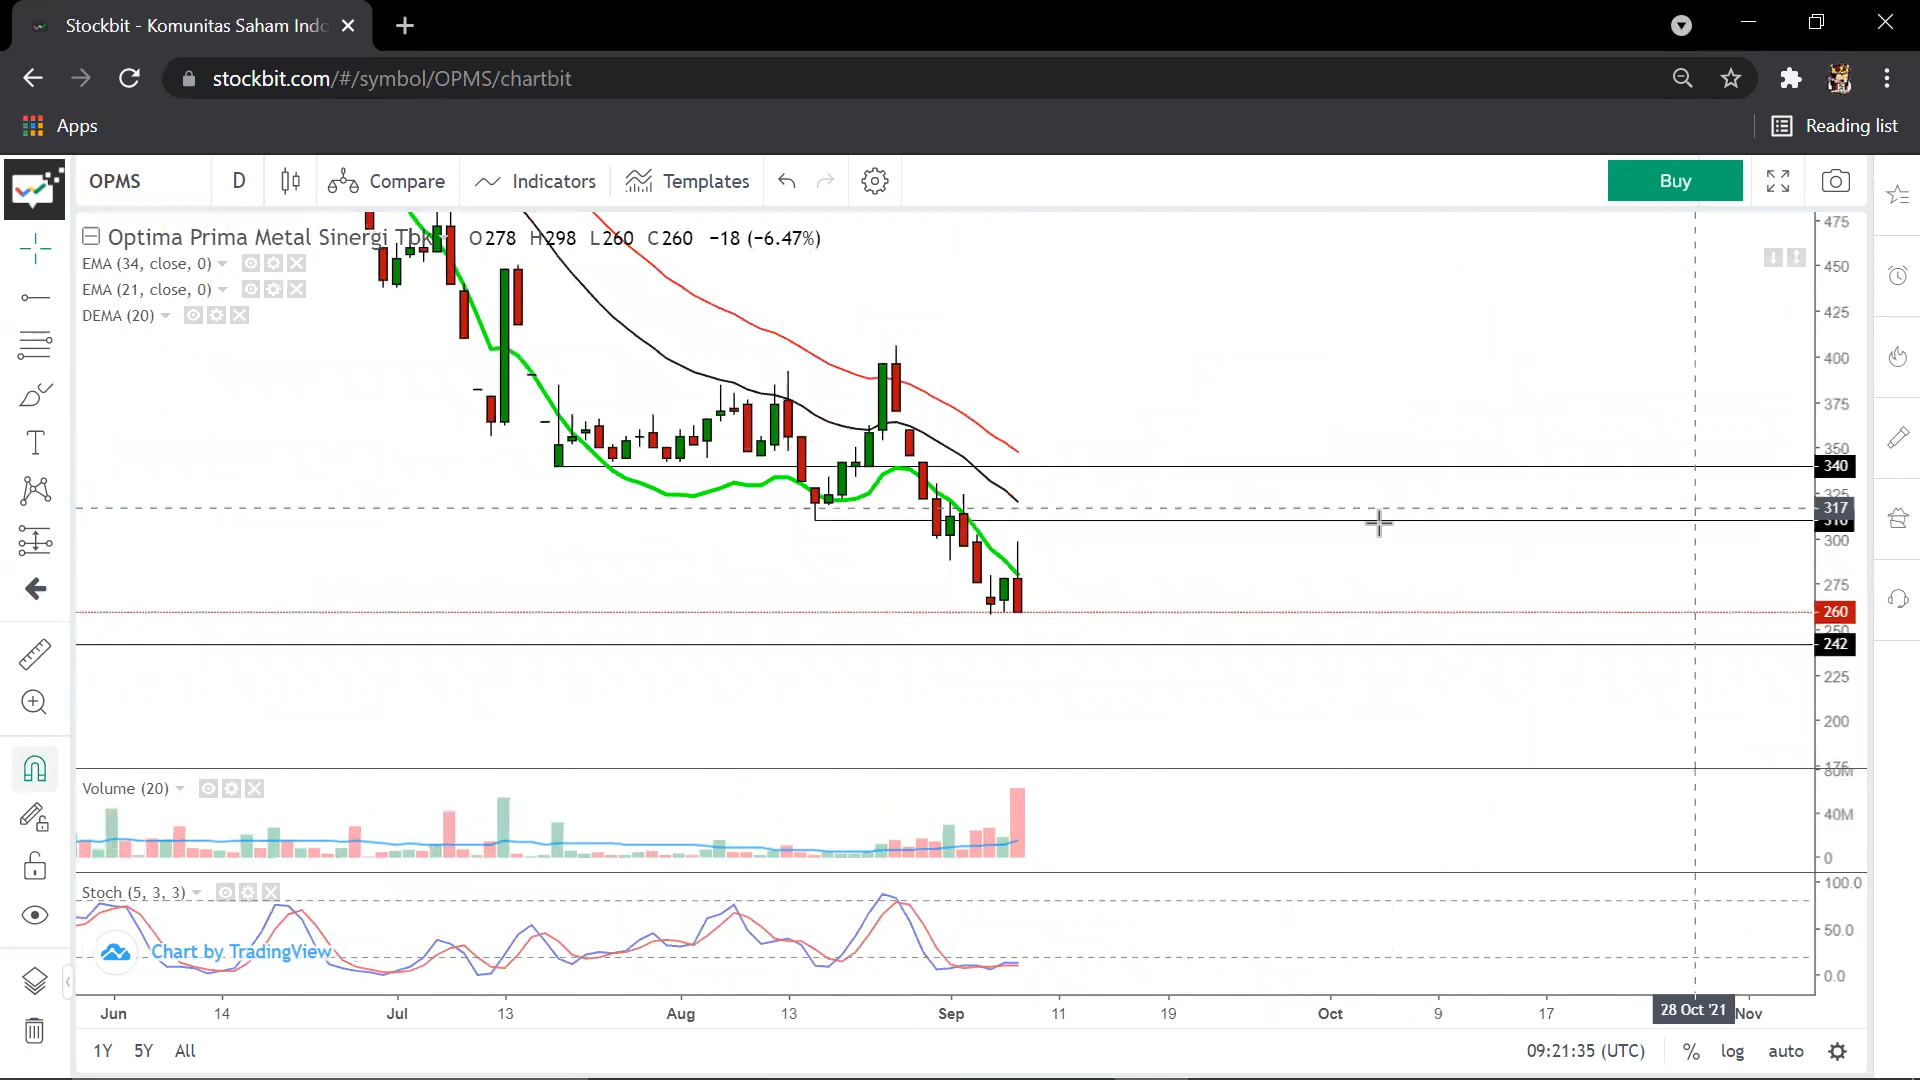 Stockbit - Komunitas Saham Indo
stockbit.com/#/symbol/OPMS/chartbit
Apps
Reading list
OPMS D Compare Indicators Templates Buy
Optima Prima Metal Sinergi Tbk O278 H298 L260 C260 −18 (−6.47%)
EMA (34, close, 0)
EMA (21, close, 0)
DEMA (20)
475
450
425
400
375
350
340
325
317
310
300
275
260
250
242
225
200
175
Volume (20)
80M
40M
0
Stoch (5, 3, 3)
100.0
50.0
0.0
Chart by TradingView
Jun 14 Jul 13 Aug 13 Sep 11 19 Oct 9 17 28 Oct '21 Nov
1Y 5Y All 09:21:35 (UTC) % log auto